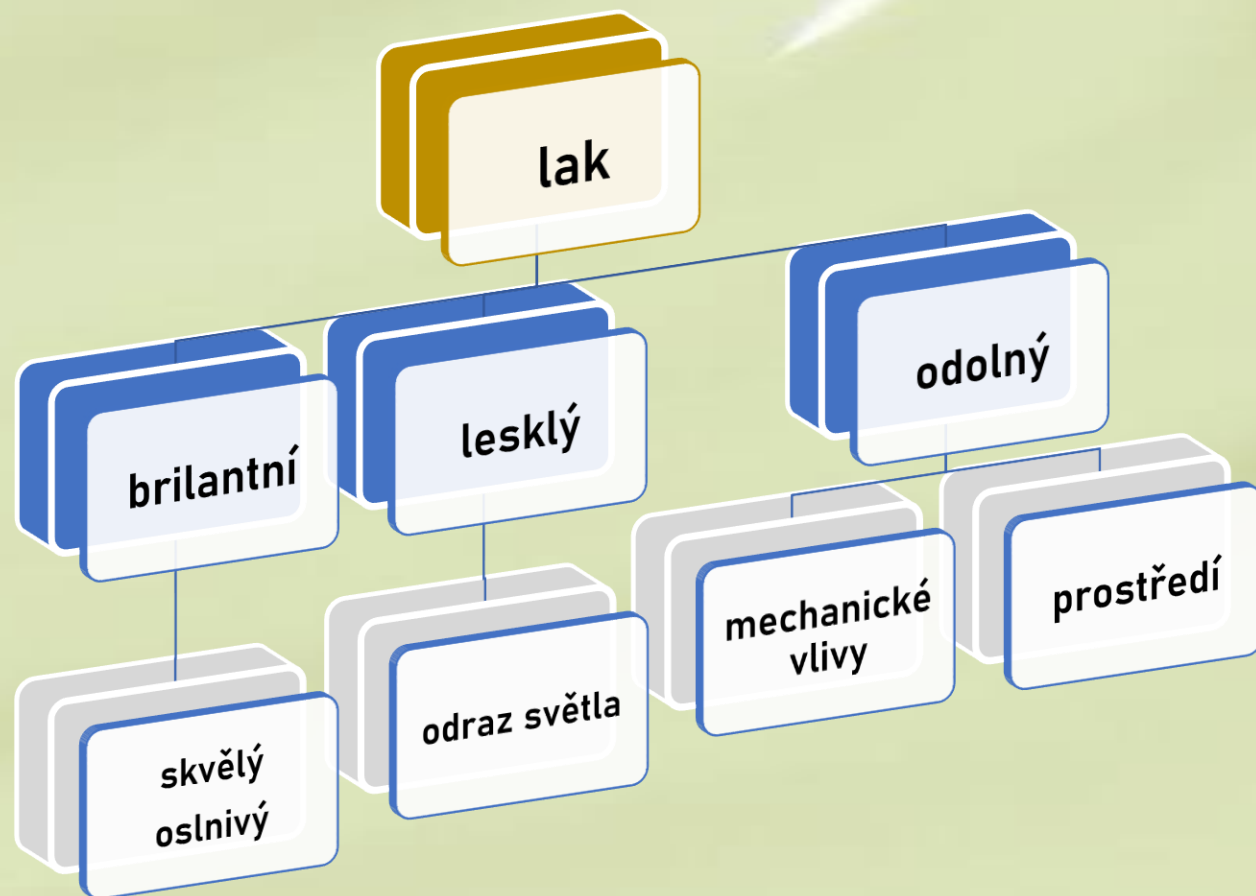 lak
brilantní
lesklý
odolný
skvělý
oslnivý
odraz světla
mechanické
vlivy
prostředí